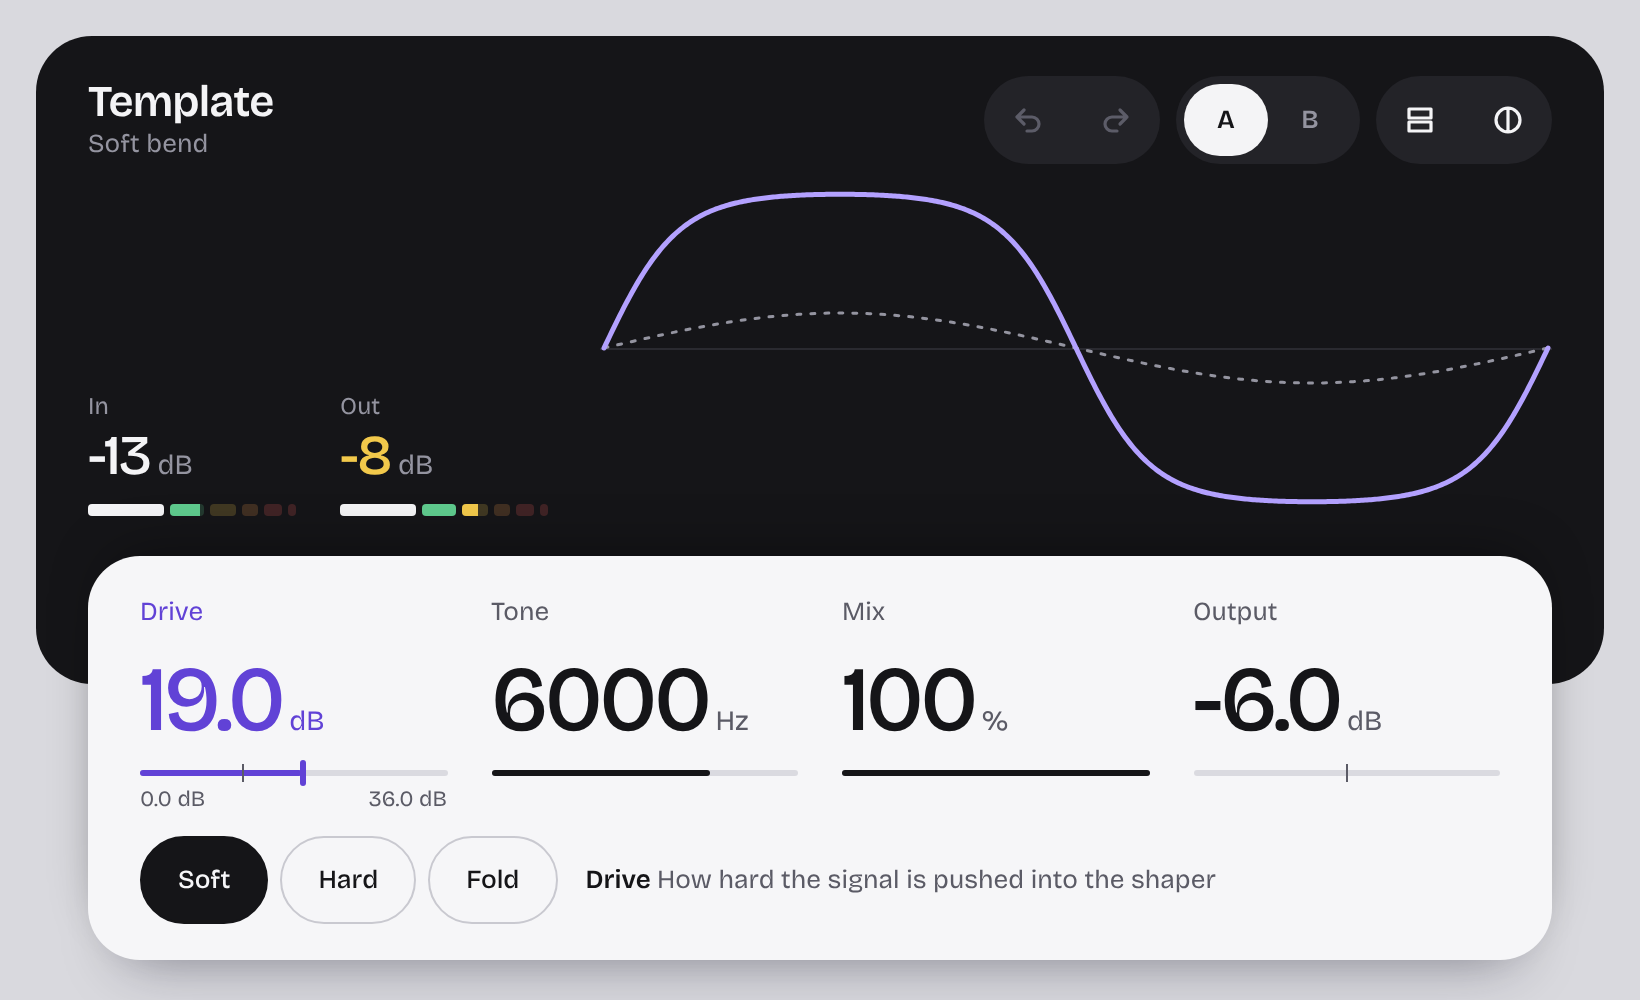 Template
Soft bend
A B
In
-13 dB
Out
-8 dB
Drive
19.0 dB
0.0 dB 36.0 dB
Tone
6000 Hz
Mix
100 %
Output
-6.0 dB
Soft Hard Fold
Drive How hard the signal is pushed into the shaper